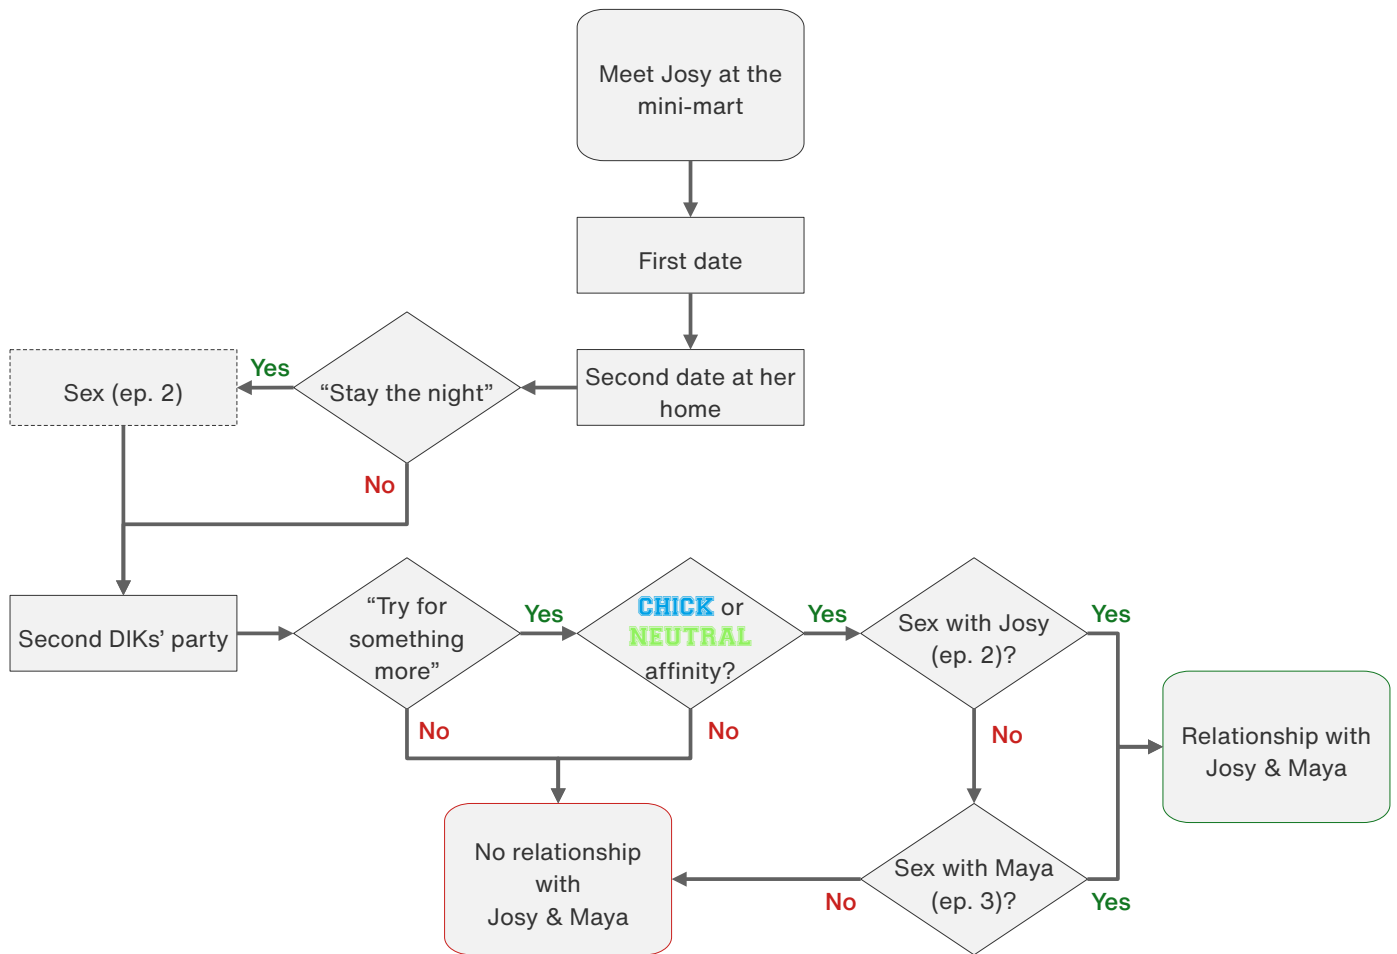 Meet Josy at the
mini-mart
First date
Second date at her
home
“Stay the night”
Yes
No
Sex (ep. 2)
Second DIKs’ party
“Try for
something
more”
Yes
No
CHICK or
NEUTRAL
affinity?
Yes
No
Sex with Josy
(ep. 2)?
Yes
No
Sex with Maya
(ep. 3)?
Yes
No
Relationship with
Josy & Maya
No relationship
with
Josy & Maya